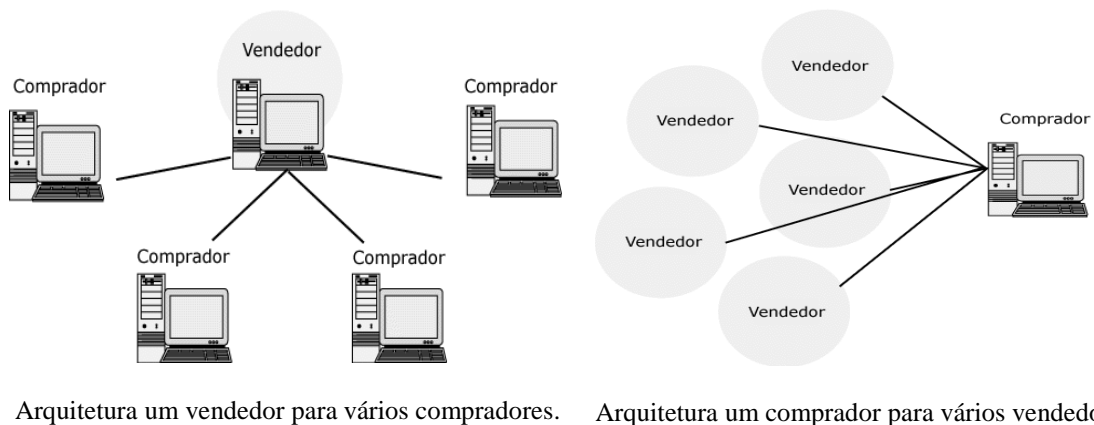 Vendedor
Comprador
Comprador
Comprador
Comprador
Arquitetura um vendedor para vários compradores.
Vendedor
Vendedor
Comprador
Vendedor
Vendedor
Vendedor
Arquitetura um comprador para vários